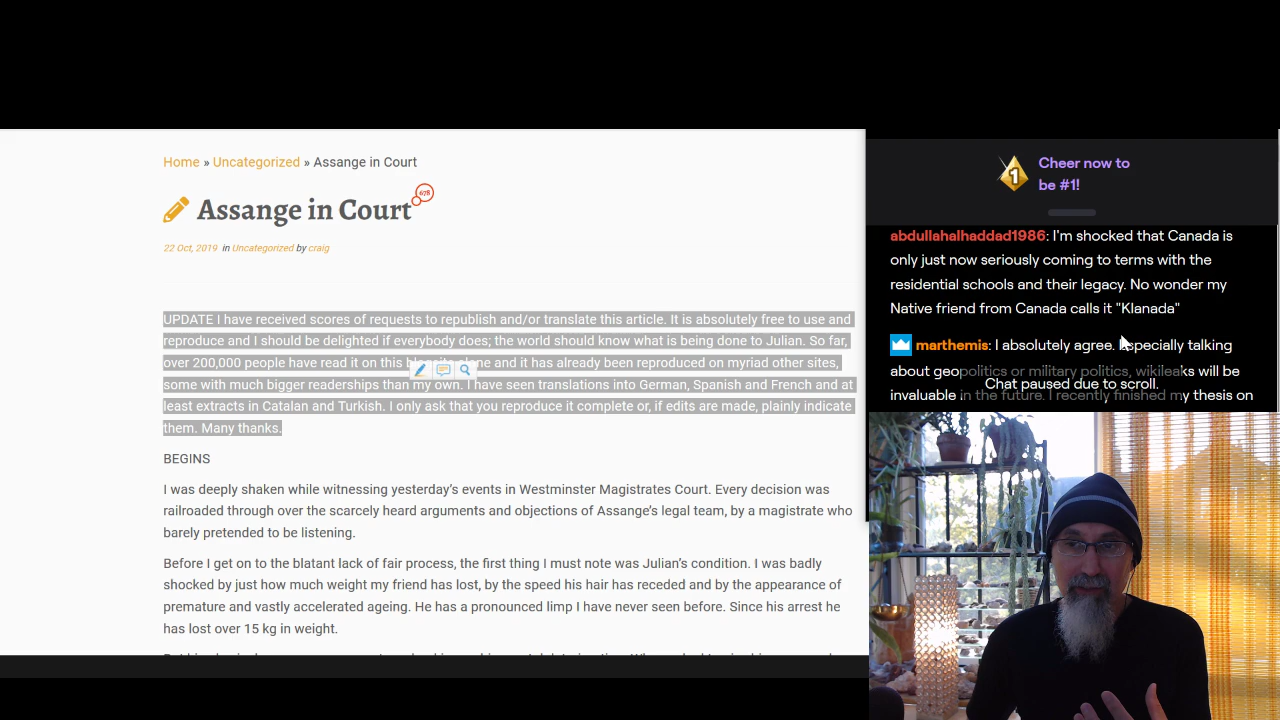 Home » Uncategorized » Assange in Court
Assange in Court
678
22 Oct, 2019 in Uncategorized by craig
UPDATE I have received scores of requests to republish and/or translate this article. It is absolutely free to use and
reproduce and I should be delighted if everybody does; the world should know what is being done to Julian. So far,
over 200,000 people have read it on this blogsite alone and it has already been reproduced on myriad other sites,
some with much bigger readerships than my own. I have seen translations into German, Spanish and French and at
least extracts in Catalan and Turkish. I only ask that you reproduce it complete or, if edits are made, plainly indicate
them. Many thanks.
BEGINS
I was deeply shaken while witnessing yesterday's events in Westminster Magistrates Court. Every decision was
railroaded through over the scarcely heard arguments and objections of Assange's legal team, by a magistrate who
barely pretended to be listening.
Before I get on to the blatant lack of fair process, the first thing I must note was Julian's condition. I was badly
shocked by just how much weight my friend has lost, by the speed his hair has receded and by the appearance of
premature and vastly accelerated ageing. He has a pronounced limp I have never seen before. Since his arrest he
has lost over 15 kg in weight.
1
Cheer now to
be #1!
abdullahalhaddad1986: I'm shocked that Canada is
only just now seriously coming to terms with the
residential schools and their legacy. No wonder my
Native friend from Canada calls it "Klanada"
marthemis: I absolutely agree. Especially talking
about geopolitics or military politics, wikileaks will be
Chat paused due to scroll.
invaluable in the future. I recently finished my thesis on